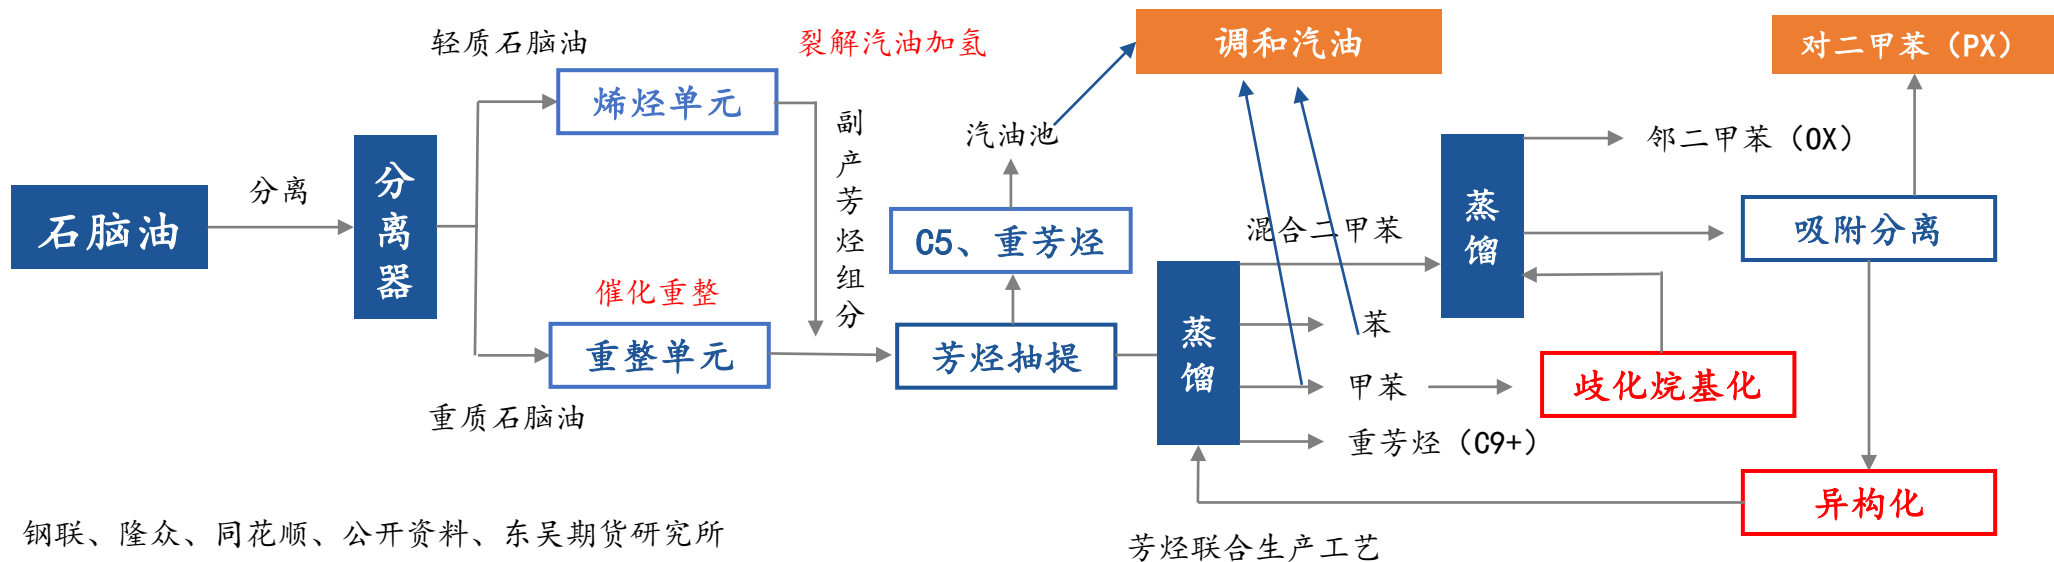 石脑油
分离
分离器
轻质石脑油
烯烃单元
裂解汽油加氢
副产芳烃组分
催化重整
重整单元
重质石脑油
汽油池
C5、重芳烃
芳烃抽提
调和汽油
蒸馏
混合二甲苯
苯
甲苯
重芳烃（C9+）
蒸馏
邻二甲苯（OX）
对二甲苯（PX）
吸附分离
歧化烷基化
异构化
芳烃联合生产工艺
钢联、隆众、同花顺、公开资料、东吴期货研究所